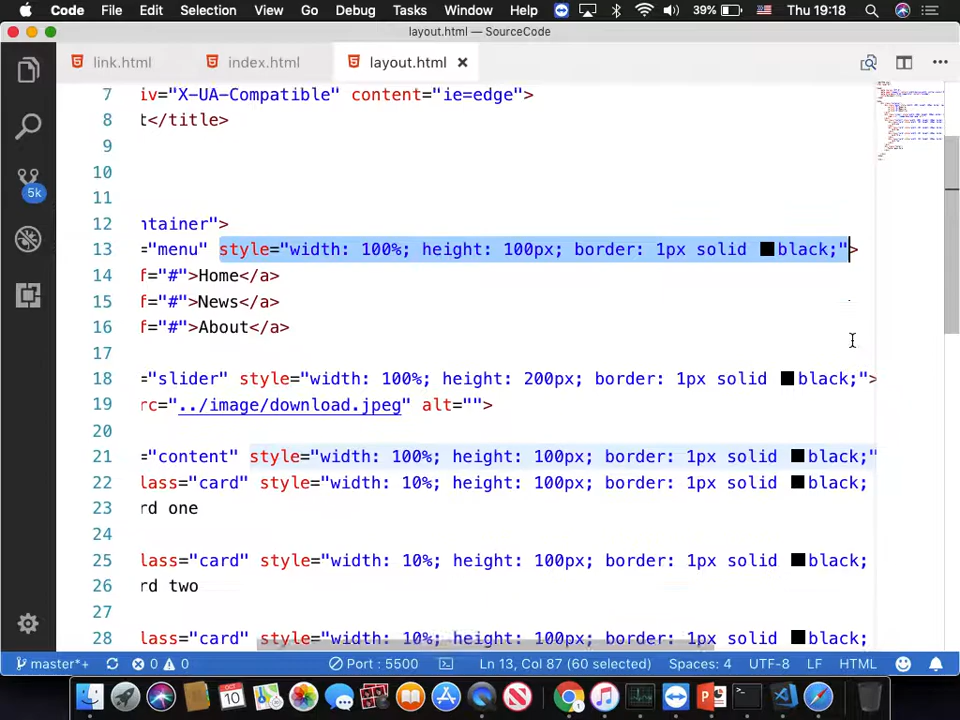 Code File Edit Selection View Go Debug Tasks Window Help 39% Thu 19:18
layout.html — SourceCode
link.html index.html layout.html
7 iv="X-UA-Compatible" content="ie=edge">
8 t</title>
9
10
11
12 ntainer">
13 ="menu" style="width: 100%; height: 100px; border: 1px solid black;">
14 f="#">Home</a>
15 f="#">News</a>
16 f="#">About</a>
17
18 ="slider" style="width: 100%; height: 200px; border: 1px solid black;">
19 rc="../image/download.jpeg" alt="">
20
21 ="content" style="width: 100%; height: 100px; border: 1px solid black;"
22 lass="card" style="width: 10%; height: 100px; border: 1px solid black;
23 rd one
24
25 lass="card" style="width: 10%; height: 100px; border: 1px solid black;
26 rd two
27
28 lass="card" style="width: 10%; height: 100px; border: 1px solid black;
5k
master*+ 0 0 Port : 5500 Ln 13, Col 87 (60 selected) Spaces: 4 UTF-8 LF HTML